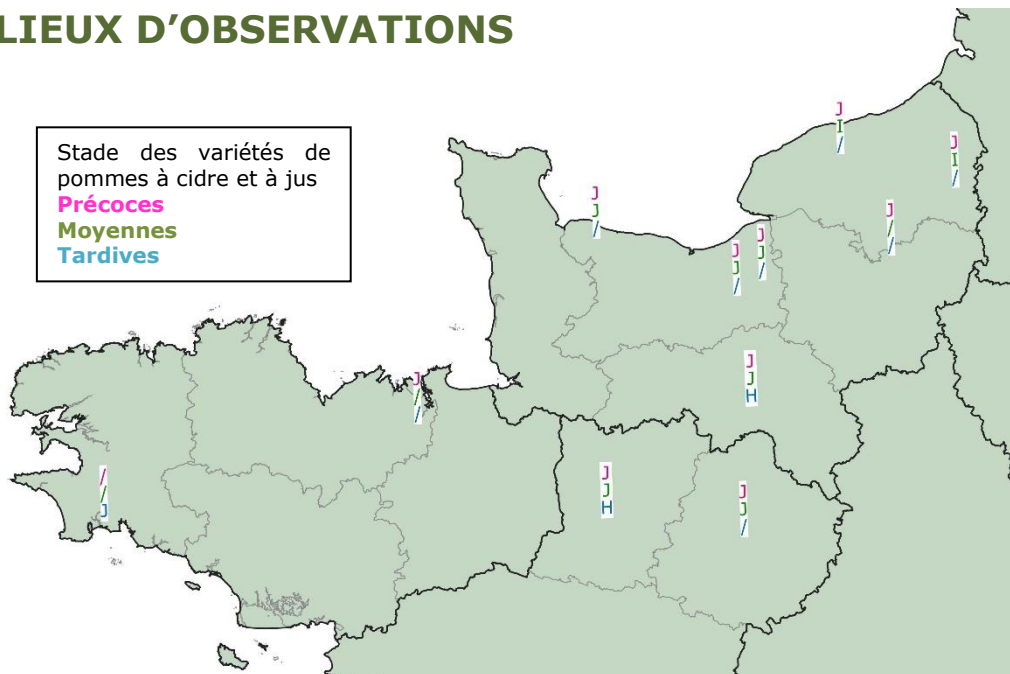 LIEUX D’OBSERVATIONS
Stade des variétés de
pommes à cidre et à jus
Précoces
Moyennes
Tardives
J
I
/
J
I
/
J
/
/
J
J
/
J
J
/
J
J
/
J
J
H
J
/
/
/
/
J
J
J
H
J
J
/